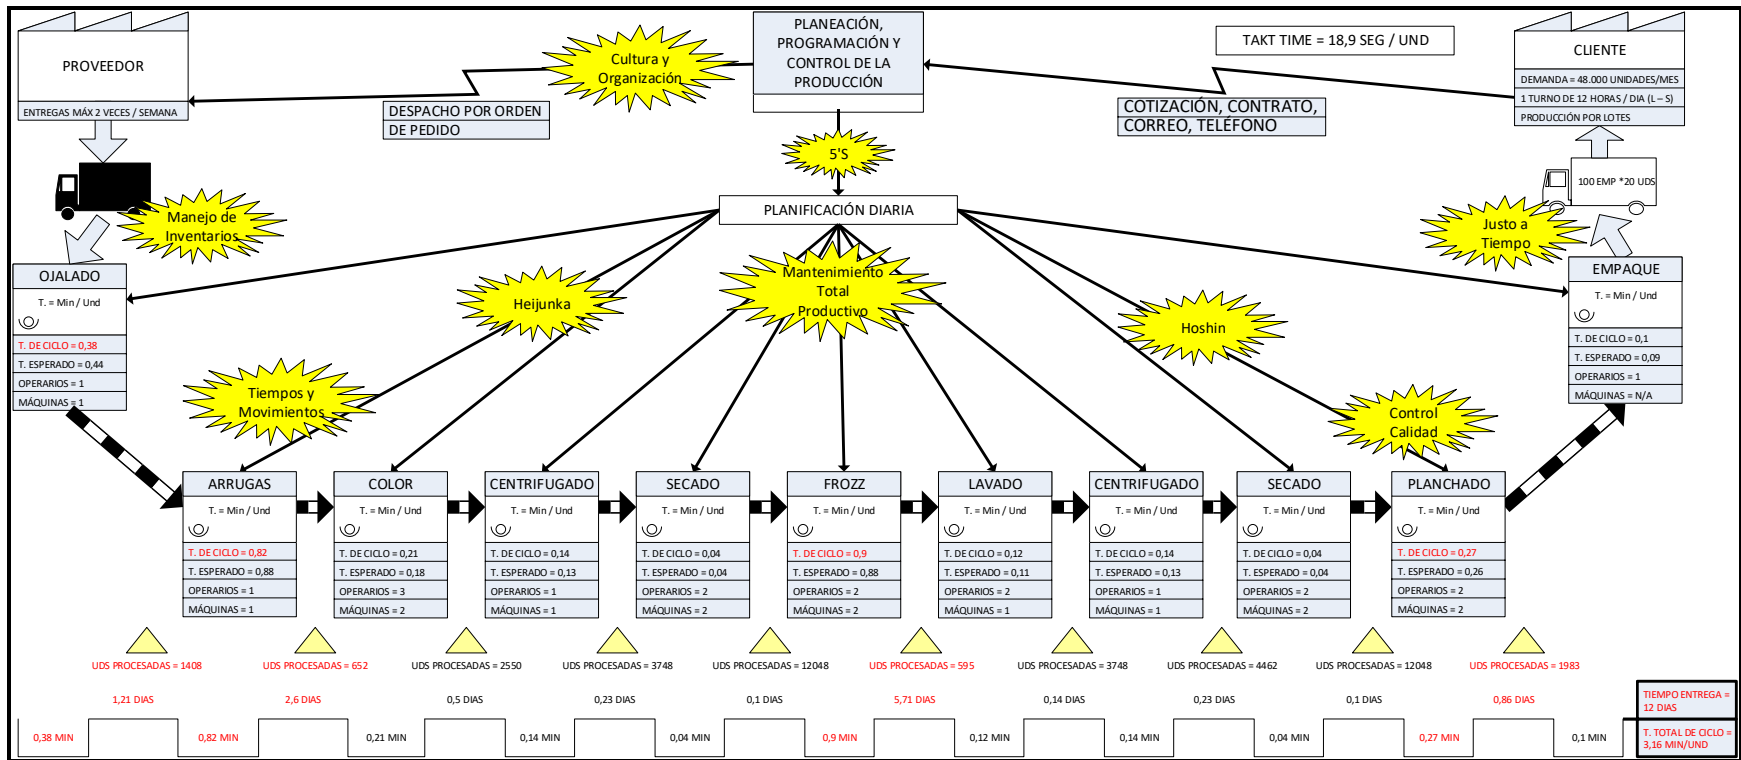 PROVEEDOR
ENTREGAS MÁX 2 VECES / SEMANA
Cultura y
Organización
DESPACHO POR ORDEN
DE PEDIDO
PLANEACIÓN,
PROGRAMACIÓN Y
CONTROL DE LA
PRODUCCIÓN
TAKT TIME = 18,9 SEG / UND
COTIZACIÓN, CONTRATO,
CORREO, TELÉFONO
CLIENTE
DEMANDA = 48.000 UNIDADES/MES
1 TURNO DE 12 HORAS / DIA (L – S)
PRODUCCIÓN POR LOTES
5'S
100 EMP *20 UDS
Manejo de
Inventarios
PLANIFICACIÓN DIARIA
Justo a
Tiempo
OJALADO
T. = Min / Und
T. DE CICLO = 0,38
T. ESPERADO = 0,44
OPERARIOS = 1
MÁQUINAS = 1
Heijunka
Mantenimiento
Total
Productivo
Hoshin
EMPAQUE
T. = Min / Und
T. DE CICLO = 0,1
T. ESPERADO = 0,09
OPERARIOS = 1
MÁQUINAS = N/A
Tiempos y
Movimientos
Control
Calidad
ARRUGAS
T. = Min / Und
T. DE CICLO = 0,82
T. ESPERADO = 0,88
OPERARIOS = 1
MÁQUINAS = 1
COLOR
T. = Min / Und
T. DE CICLO = 0,21
T. ESPERADO = 0,18
OPERARIOS = 3
MÁQUINAS = 2
CENTRIFUGADO
T. = Min / Und
T. DE CICLO = 0,14
T. ESPERADO = 0,13
OPERARIOS = 1
MÁQUINAS = 1
SECADO
T. = Min / Und
T. DE CICLO = 0,04
T. ESPERADO = 0,04
OPERARIOS = 2
MÁQUINAS = 2
FROZZ
T. = Min / Und
T. DE CICLO = 0,9
T. ESPERADO = 0,88
OPERARIOS = 2
MÁQUINAS = 2
LAVADO
T. = Min / Und
T. DE CICLO = 0,12
T. ESPERADO = 0,11
OPERARIOS = 2
MÁQUINAS = 1
CENTRIFUGADO
T. = Min / Und
T. DE CICLO = 0,14
T. ESPERADO = 0,13
OPERARIOS = 1
MÁQUINAS = 1
SECADO
T. = Min / Und
T. DE CICLO = 0,04
T. ESPERADO = 0,04
OPERARIOS = 2
MÁQUINAS = 2
PLANCHADO
T. = Min / Und
T. DE CICLO = 0,27
T. ESPERADO = 0,26
OPERARIOS = 2
MÁQUINAS = 2
UDS PROCESADAS = 1408
UDS PROCESADAS = 652
UDS PROCESADAS = 2550
UDS PROCESADAS = 3748
UDS PROCESADAS = 12048
UDS PROCESADAS = 595
UDS PROCESADAS = 3748
UDS PROCESADAS = 4462
UDS PROCESADAS = 12048
UDS PROCESADAS = 1983
1,21 DIAS
2,6 DIAS
0,5 DIAS
0,23 DIAS
0,1 DIAS
5,71 DIAS
0,14 DIAS
0,23 DIAS
0,1 DIAS
0,86 DIAS
TIEMPO ENTREGA =
12 DIAS
0,38 MIN
0,82 MIN
0,21 MIN
0,14 MIN
0,04 MIN
0,9 MIN
0,12 MIN
0,14 MIN
0,04 MIN
0,27 MIN
0,1 MIN
T. TOTAL DE CICLO =
3,16 MIN/UND